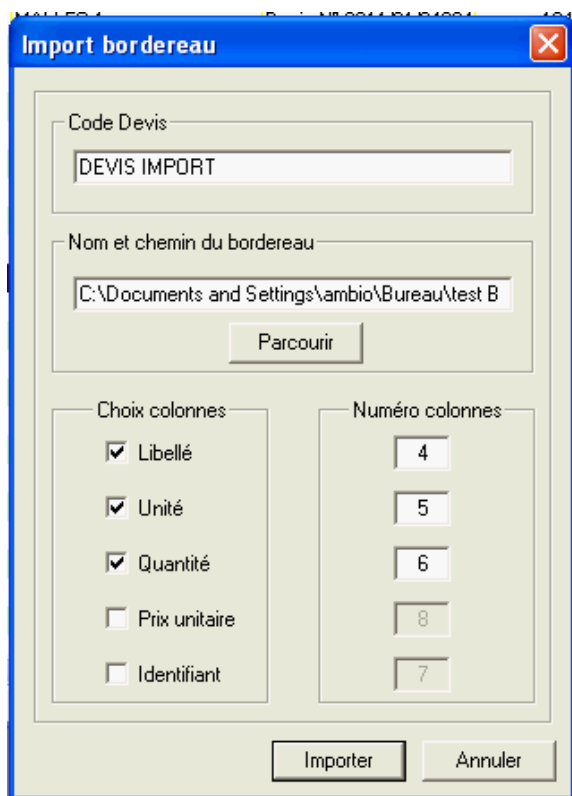 Import bordereau
Code Devis
DEVIS IMPORT
Nom et chemin du bordereau
C:\Documents and Settings\ambio\Bureau\test B
Parcourir
Choix colonnes
Numéro colonnes
Libellé
4
Unité
5
Quantité
6
Prix unitaire
8
Identifiant
7
Importer
Annuler